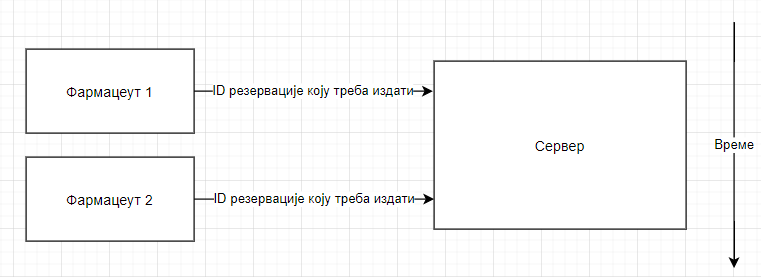 Фармацеут 1
ID резервације коју треба издати
Сервер
Време
Фармацеут 2
ID резервације коју треба издати